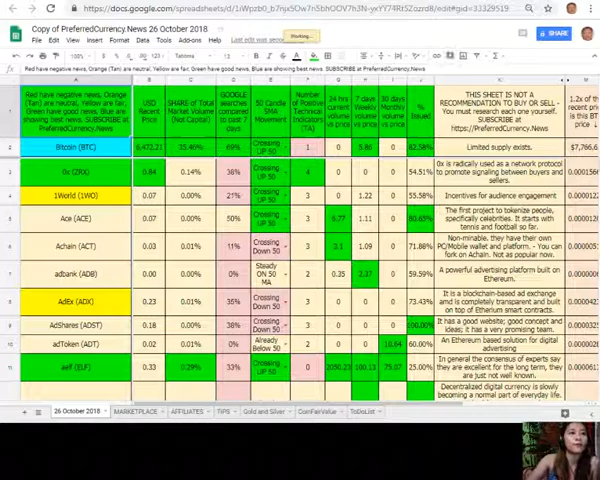 https://docs.google.com/spreadsheets/
Copy of PreferredCurrency.News 26 October 2018
File Edit View Insert Format Data Tools Add-ons Help
Working...
SHARE
100%
Red have negative news, Orange (Tan) are neutral, Yellow are fair, Green have good news, Blue are showing best news. SUBSCRIBE at PreferredCurrency.News
A
Red have negative news, Orange
(Tan) are neutral, Yellow are fair,
Green have good news, Blue are
showing best news. SUBSCRIBE at
PreferredCurrency.News
USD
Recent
Price
SHARE of Total
Market Volume
(Not Capital)
GOOGLE
searches
compared
to past 7
days
50 Candle
SMA
Movement
Number of
Positive
Technical
Indicators
(TA)
24 hrs
current
volume
vs price
7 days
Weekly
volume
vs price
30 days
Monthly
volume
vs price
%
Issued
THIS SHEET IS NOT A
RECOMMENDATION TO BUY OR SELL -
You must research each one yourself.
SUBSCRIBE at
https://PreferredCurrency.News
1.2x of the
recent price
is this BTC
price
Bitcoin (BTC) 6,472.21 69% Crossing UP 50 1 0 5.86 0 82.58% Limited supply exists. $7,766.6
0x (ZRX) 0.84 0.14% 38% Crossing UP 50 4 0 0 0 54.51% 0x is radically used as a network protocol
to promote signaling between buyers and
sellers.
1World (1WO) 0.07 0.00% 21% Crossing UP 50 3 0 1.22 0 55.58% Incentives for audience engagement
Ace (ACE) 0.07 0.00% 50% Crossing UP 50 3 6.77 1.11 0 80.65% The first project to tokenize people,
specifically celebrities. It starts with
tennis and football so far.
Achain (ACT) 0.03 0.01% 11% Crossing Down 50 3 2.1 1.09 0 71.88% Non-minable, they have their own
PC/Mobile wallet and platform. - You can
fork on Achain. Not as popular now.
adbank (ADB) 0.00 0.00% 0% Steady ON 50 MA 2 0.35 2.37 0 59.59% A powerful advertising platform built on
Ethereum.
AdEx (ADX) 0.23 0.01% 35% Crossing Down 50 3 0 0 0 73.43% It is a blockchain-based ad exchange
amd is completely transparent and built
on top of Etherium smart contracts.
AdShares (ADST) 0.18 0.00% 38% Crossing Down 50 3 0 0 0 100.00% It has a good website; good concept and
ideas; it has a very promising team.
adToken (ADT) 0.02 0.01% 0% Already Below 50 2 0 0 10.84 60.00% An Ethereum based solution for digital
advertising
aelf (ELF) 0.33 0.29% 33% Crossing UP 50 0 2050.23 100.13 75.07 25.00% In general the consensus of experts say
they are excellent for the long term, they
are just not well known.
Decentralized digital currency is slowly
becoming a normal part of everyday life.
26 October 2018 MARKETPLACE AFFILIATES TIPS Gold and Silver CoinFairValue ToDoList